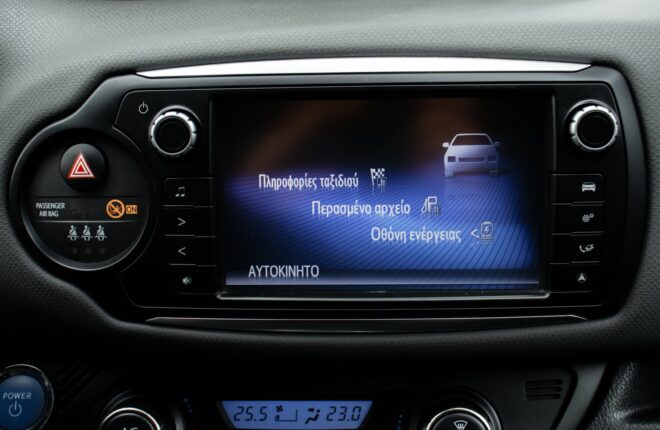 Πληροφορίες ταξιδιού
Περασμένο αρχείο
Οθόνη ενέργειας
ΑΥΤΟΚΙΝΗΤΟ
PASSENGER
AIR BAG
ON
POWER
25.5
23.0